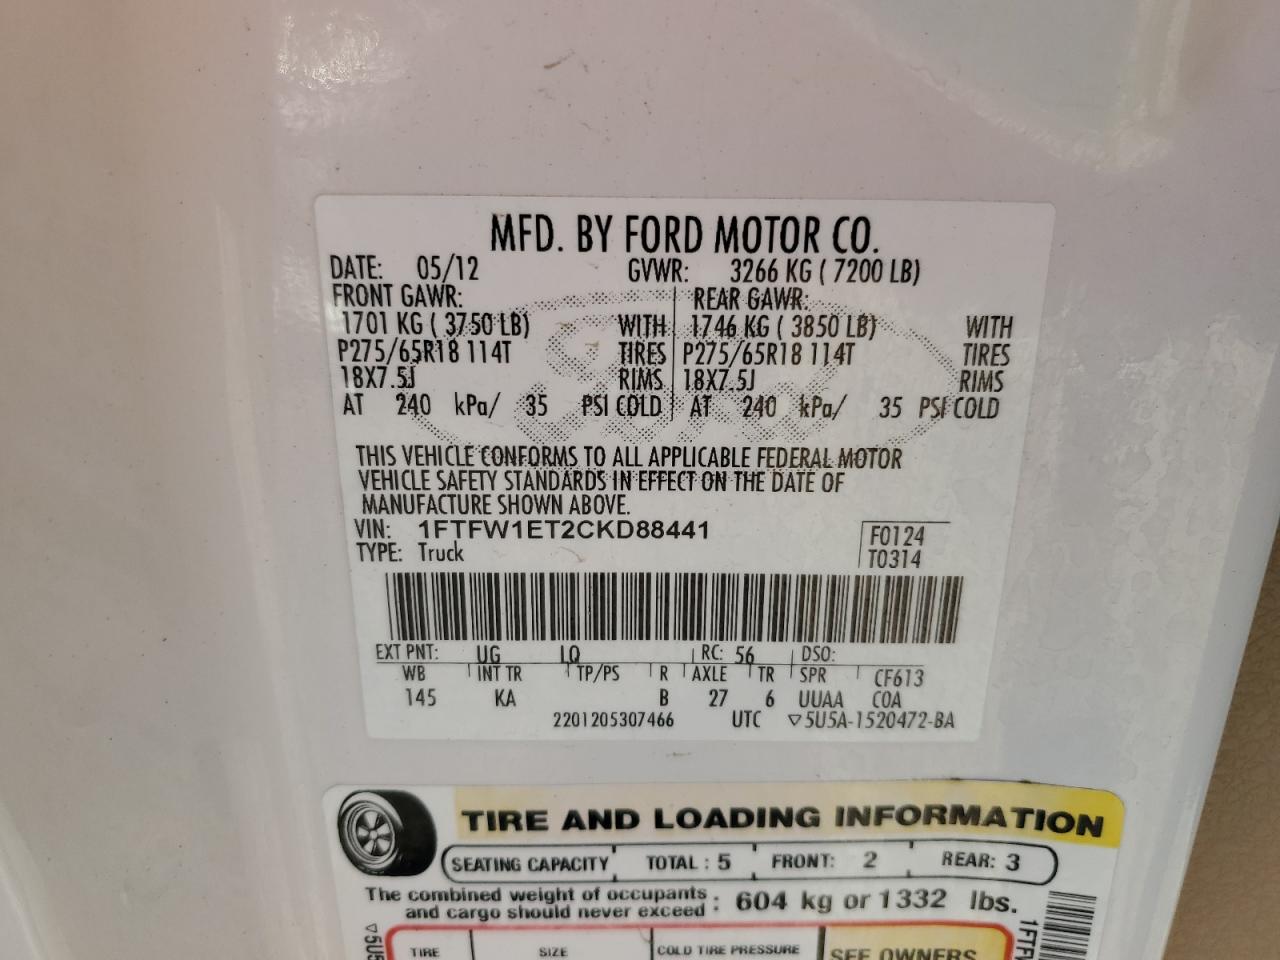 MFD. BY FORD MOTOR CO.
DATE: 05/12 GVWR: 3266 KG ( 7200 LB)
FRONT GAWR: REAR GAWR:
1701 KG ( 3750 LB) WITH 1746 KG ( 3850 LB) WITH
P275/65R18 114T TIRES P275/65R18 114T TIRES
18X7.5J RIMS 18X7.5J RIMS
AT 240 kPa/ 35 PSI COLD AT 240 kPa/ 35 PSI COLD
THIS VEHICLE CONFORMS TO ALL APPLICABLE FEDERAL MOTOR
VEHICLE SAFETY STANDARDS IN EFFECT ON THE DATE OF
MANUFACTURE SHOWN ABOVE.
VIN: 1FTFW1ET2CKD88441 F0124
TYPE: Truck T0314
EXT PNT: UG LQ RC: 56 DSO:
WB INT TR TP/PS R AXLE TR SPR CF613
145 KA B 27 6 UUAA COA
2201205307466 UTC ▽5U5A-1520472-BA
TIRE AND LOADING INFORMATION
SEATING CAPACITY TOTAL : 5 FRONT: 2 REAR: 3
The combined weight of occupants
and cargo should never exceed : 604 kg or 1332 lbs.
TIRE SIZE COLD TIRE PRESSURE SEE OWNERS
▽5U5
1FTF